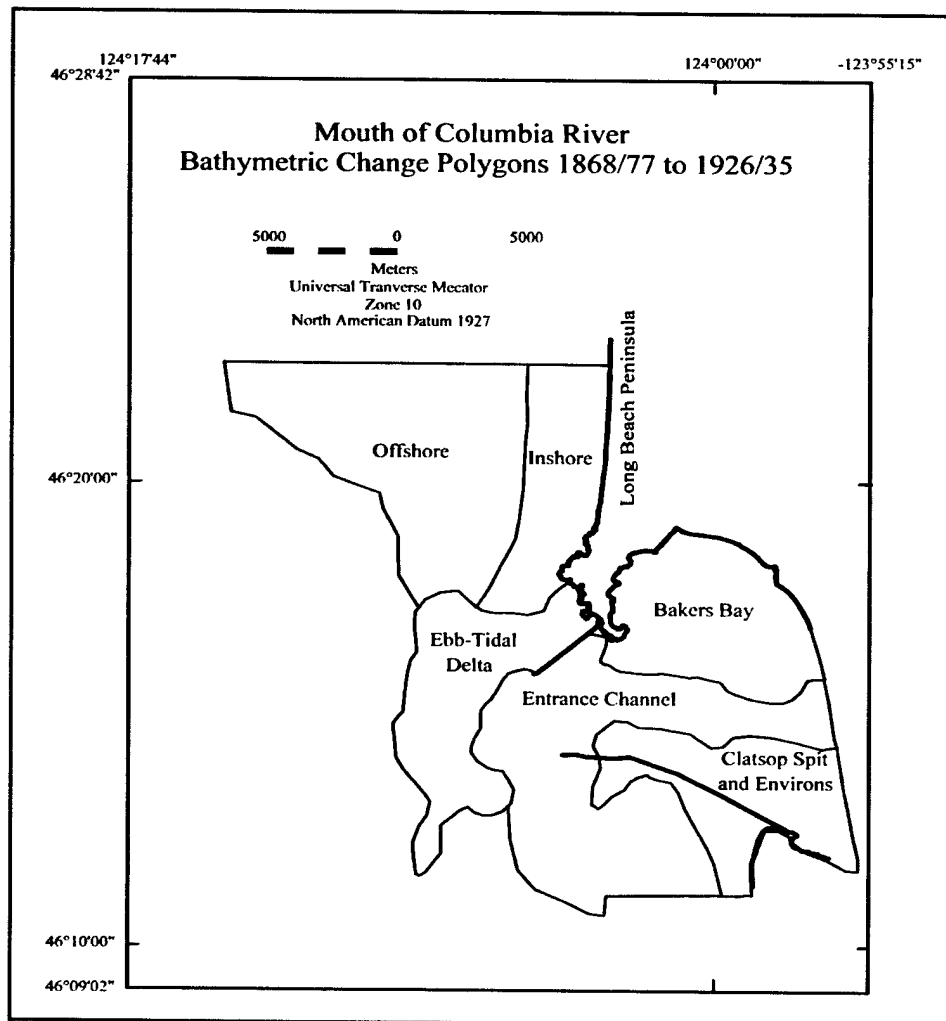 124°17'44" 124°00'00" -123°55'15"
46°28'42"
Mouth of Columbia River
Bathymetric Change Polygons 1868/77 to 1926/35
5000 0 5000
Meters
Universal Tranverse Mecator
Zone 10
North American Datum 1927
Long Beach Peninsula
Offshore
Inshore
46°20'00"
Bakers Bay
Ebb-Tidal
Delta
Entrance Channel
Clatsop Spit
and Environs
46°10'00"
46°09'02"